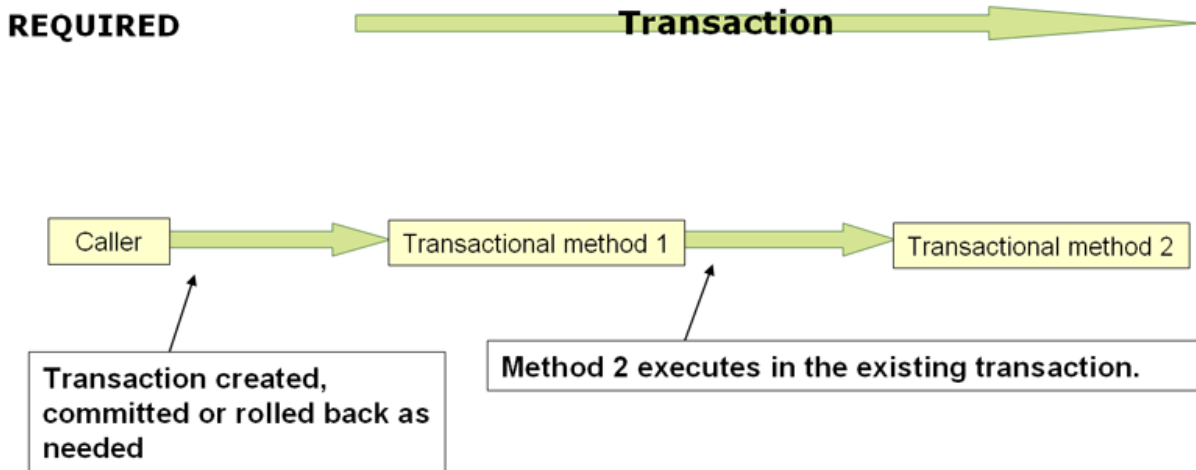 REQUIRED
Transaction
Caller
Transactional method 1
Transactional method 2
Transaction created,
committed or rolled back as
needed
Method 2 executes in the existing transaction.